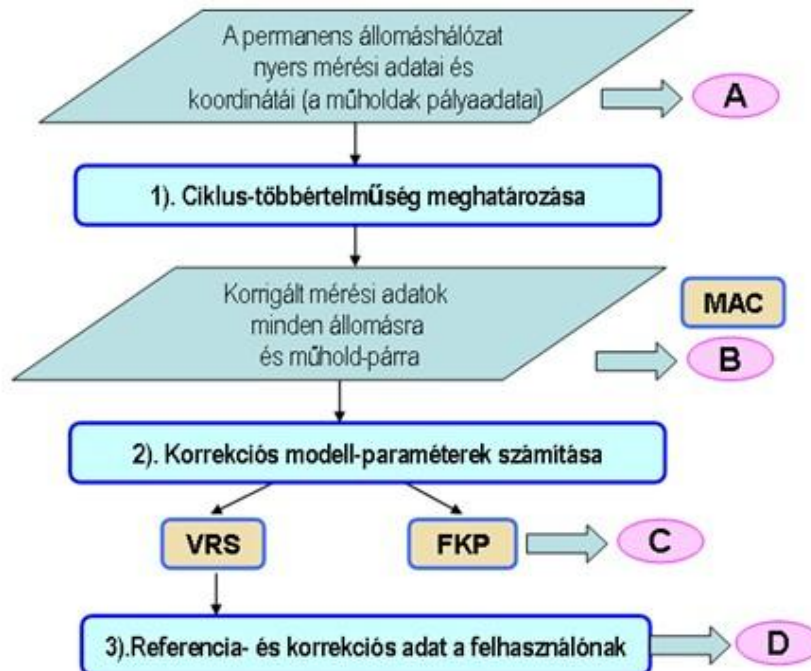 A permanens állomáshálózat
nyers mérési adatai és
koordinátái (a műholdak pályaadatai)
A
1). Ciklus-többértelműség meghatározása
Korrigált mérési adatok
minden állomásra
és műhold-párra
MAC
B
2). Korrekciós modell-paraméterek számítása
VRS
FKP
C
3).Referencia- és korrekciós adat a felhasználónak
D